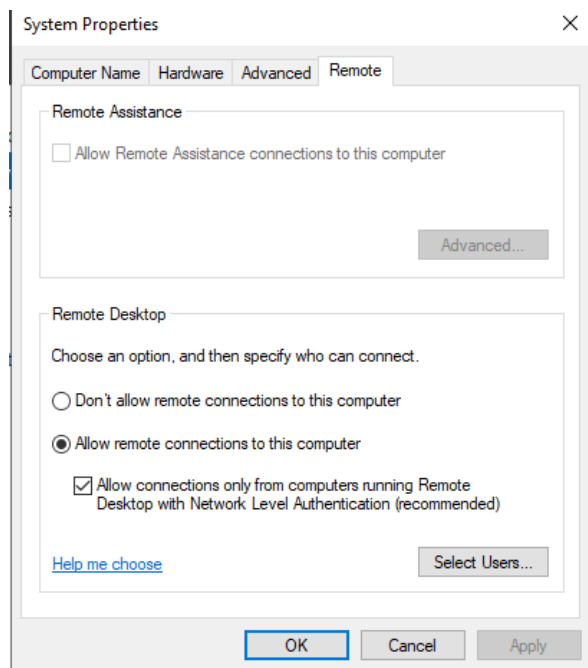 System Properties
Computer Name Hardware Advanced Remote
Remote Assistance
Allow Remote Assistance connections to this computer
Advanced...
Remote Desktop
Choose an option, and then specify who can connect.
Don't allow remote connections to this computer
Allow remote connections to this computer
Allow connections only from computers running Remote
Desktop with Network Level Authentication (recommended)
Help me choose Select Users...
OK Cancel Apply